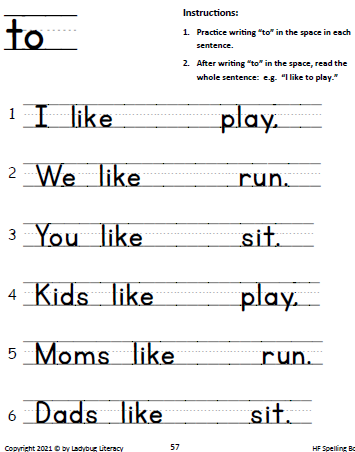 to
Instructions:
1. Practice writing “to” in the space in each
sentence.
2. After writing “to” in the space, read the
whole sentence: e.g. “I like to play.”
1 I like play.
2 We like run.
3 You like sit.
4 Kids like play.
5 Moms like run.
6 Dads like sit.
Copyright 2021 © by Ladybug Literacy 57 HF Spelling Bo